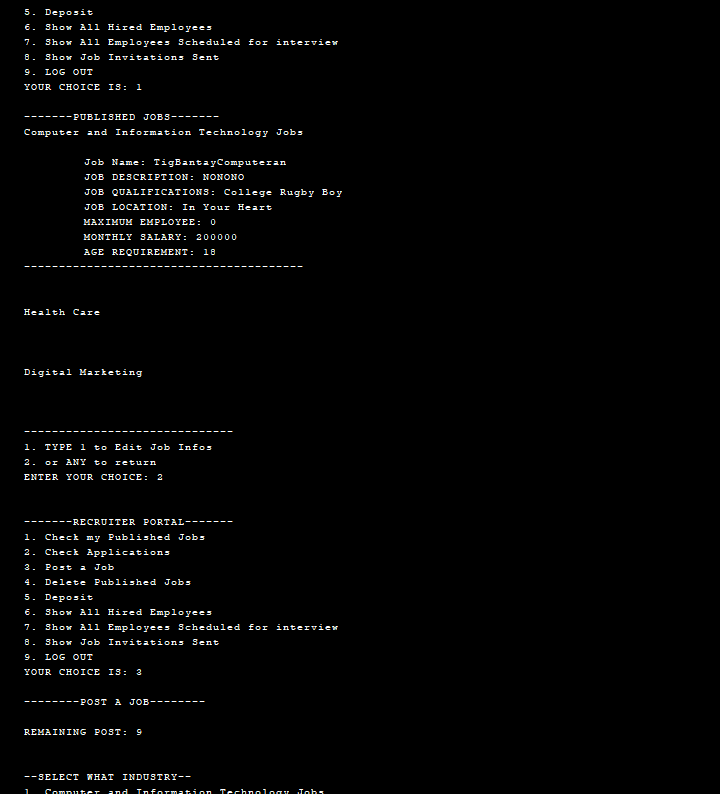 5. Deposit
6. Show All Hired Employees
7. Show All Employees Scheduled for interview
8. Show Job Invitations Sent
9. LOG OUT
YOUR CHOICE IS: 1
-------PUBLISHED JOBS-------
Computer and Information Technology Jobs
Job Name: TigBantayComputeran
JOB DESCRIPTION: NONONO
JOB QUALIFICATIONS: College Rugby Boy
JOB LOCATION: In Your Heart
MAXIMUM EMPLOYEE: 0
MONTHLY SALARY: 200000
AGE REQUIREMENT: 18
----------------------------------------
Health Care
Digital Marketing
------------------------------
1. TYPE 1 to Edit Job Infos
2. or ANY to return
ENTER YOUR CHOICE: 2
-------RECRUITER PORTAL-------
1. Check my Published Jobs
2. Check Applications
3. Post a Job
4. Delete Published Jobs
5. Deposit
6. Show All Hired Employees
7. Show All Employees Scheduled for interview
8. Show Job Invitations Sent
9. LOG OUT
YOUR CHOICE IS: 3
--------POST A JOB--------
REMAINING POST: 9
--SELECT WHAT INDUSTRY--
1. Computer and Information Technology Jobs